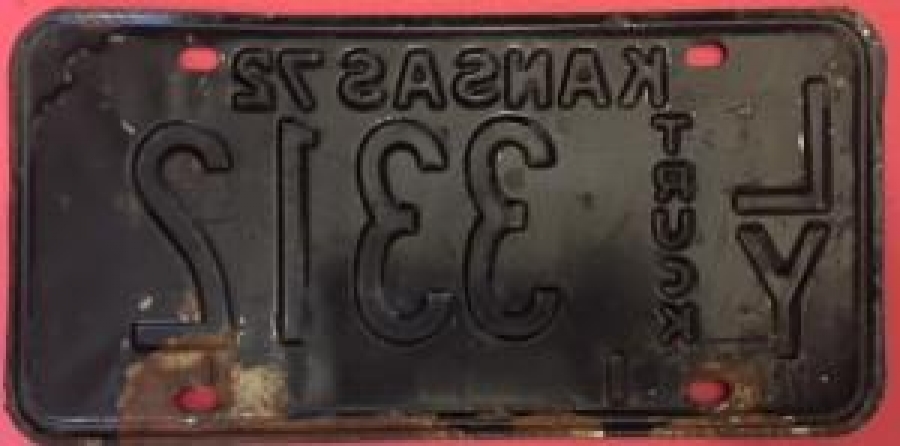 KANSAS 72
LY
TRUCK
3312